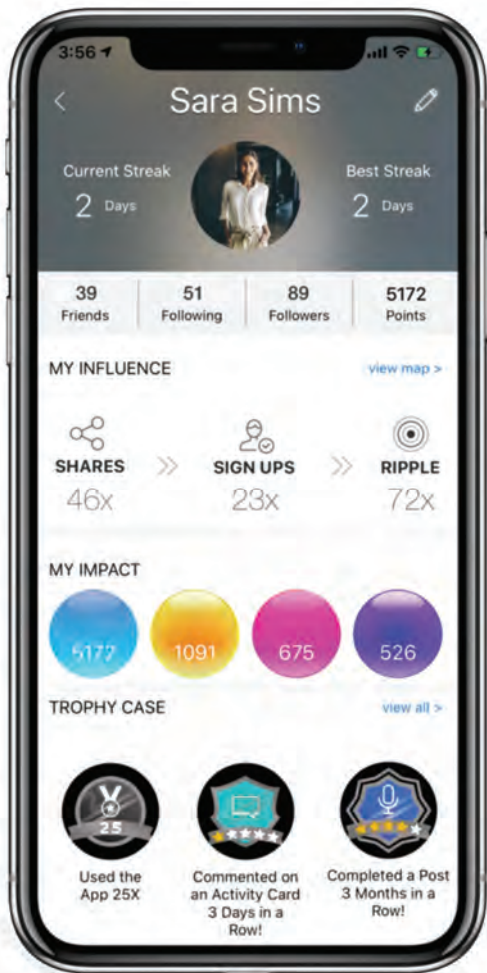 3:56
Sara Sims
Current Streak
2 Days
Best Streak
2 Days
39
Friends
51
Following
89
Followers
5172
Points
MY INFLUENCE
view map >
SHARES
46x
SIGN UPS
23x
RIPPLE
72x
MY IMPACT
5172
1091
675
526
TROPHY CASE
view all >
25
Used the
App 25X
Commented on
an Activity Card
3 Days in a
Row!
Completed a Post
3 Months in a
Row!